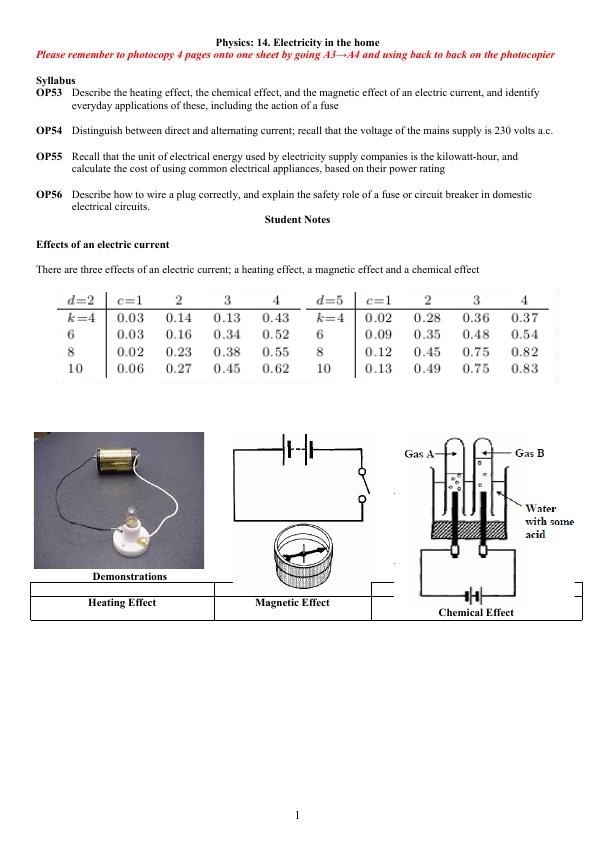 Physics: 14. Electricity in the home
Please remember to photocopy 4 pages onto one sheet by going A3→A4 and using back to back on the photocopier
Syllabus
OP53 Describe the heating effect, the chemical effect, and the magnetic effect of an electric current, and identify
everyday applications of these, including the action of a fuse
OP54 Distinguish between direct and alternating current; recall that the voltage of the mains supply is 230 volts a.c.
OP55 Recall that the unit of electrical energy used by electricity supply companies is the kilowatt-hour, and
calculate the cost of using common electrical appliances, based on their power rating
OP56 Describe how to wire a plug correctly, and explain the safety role of a fuse or circuit breaker in domestic
electrical circuits.
Student Notes
Effects of an electric current
There are three effects of an electric current; a heating effect, a magnetic effect and a chemical effect
d=2 c=1 2 3 4 d=5 c=1 2 3 4
k=4 0.03 0.14 0.13 0.43 k=4 0.02 0.28 0.36 0.37
6 0.03 0.16 0.34 0.52 6 0.09 0.35 0.48 0.54
8 0.02 0.23 0.38 0.55 8 0.12 0.45 0.75 0.82
10 0.06 0.27 0.45 0.62 10 0.13 0.49 0.75 0.83
Gas A
Gas B
Water
with some
acid
Demonstrations
Heating Effect Magnetic Effect Chemical Effect
1